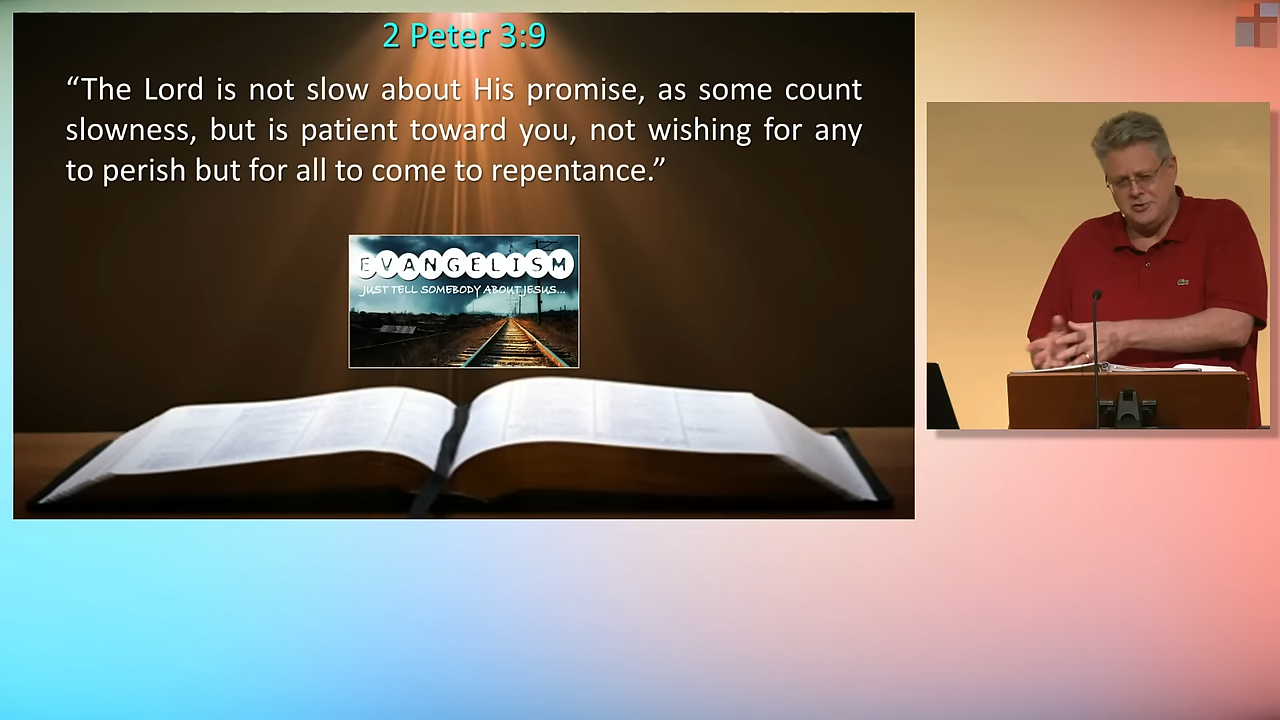 2 Peter 3:9
“The Lord is not slow about His promise, as some count
slowness, but is patient toward you, not wishing for any
to perish but for all to come to repentance.”
EVANGELISM
JUST TELL SOMEBODY ABOUT JESUS...